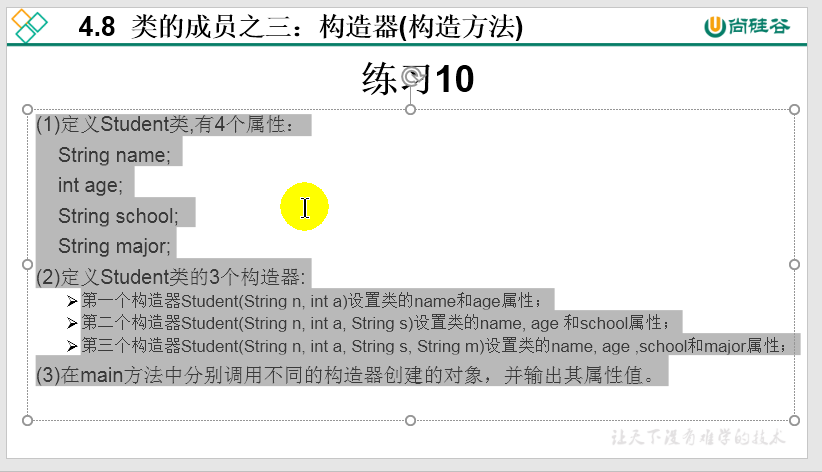 4.8 类的成员之三：构造器(构造方法)
尚硅谷
练习10
(1)定义Student类,有4个属性：
String name;
int age;
String school;
String major;
(2)定义Student类的3个构造器:
➢第一个构造器Student(String n, int a)设置类的name和age属性；
➢第二个构造器Student(String n, int a, String s)设置类的name, age 和school属性；
➢第三个构造器Student(String n, int a, String s, String m)设置类的name, age ,school和major属性；
(3)在main方法中分别调用不同的构造器创建的对象，并输出其属性值。
让天下没有难学的技术